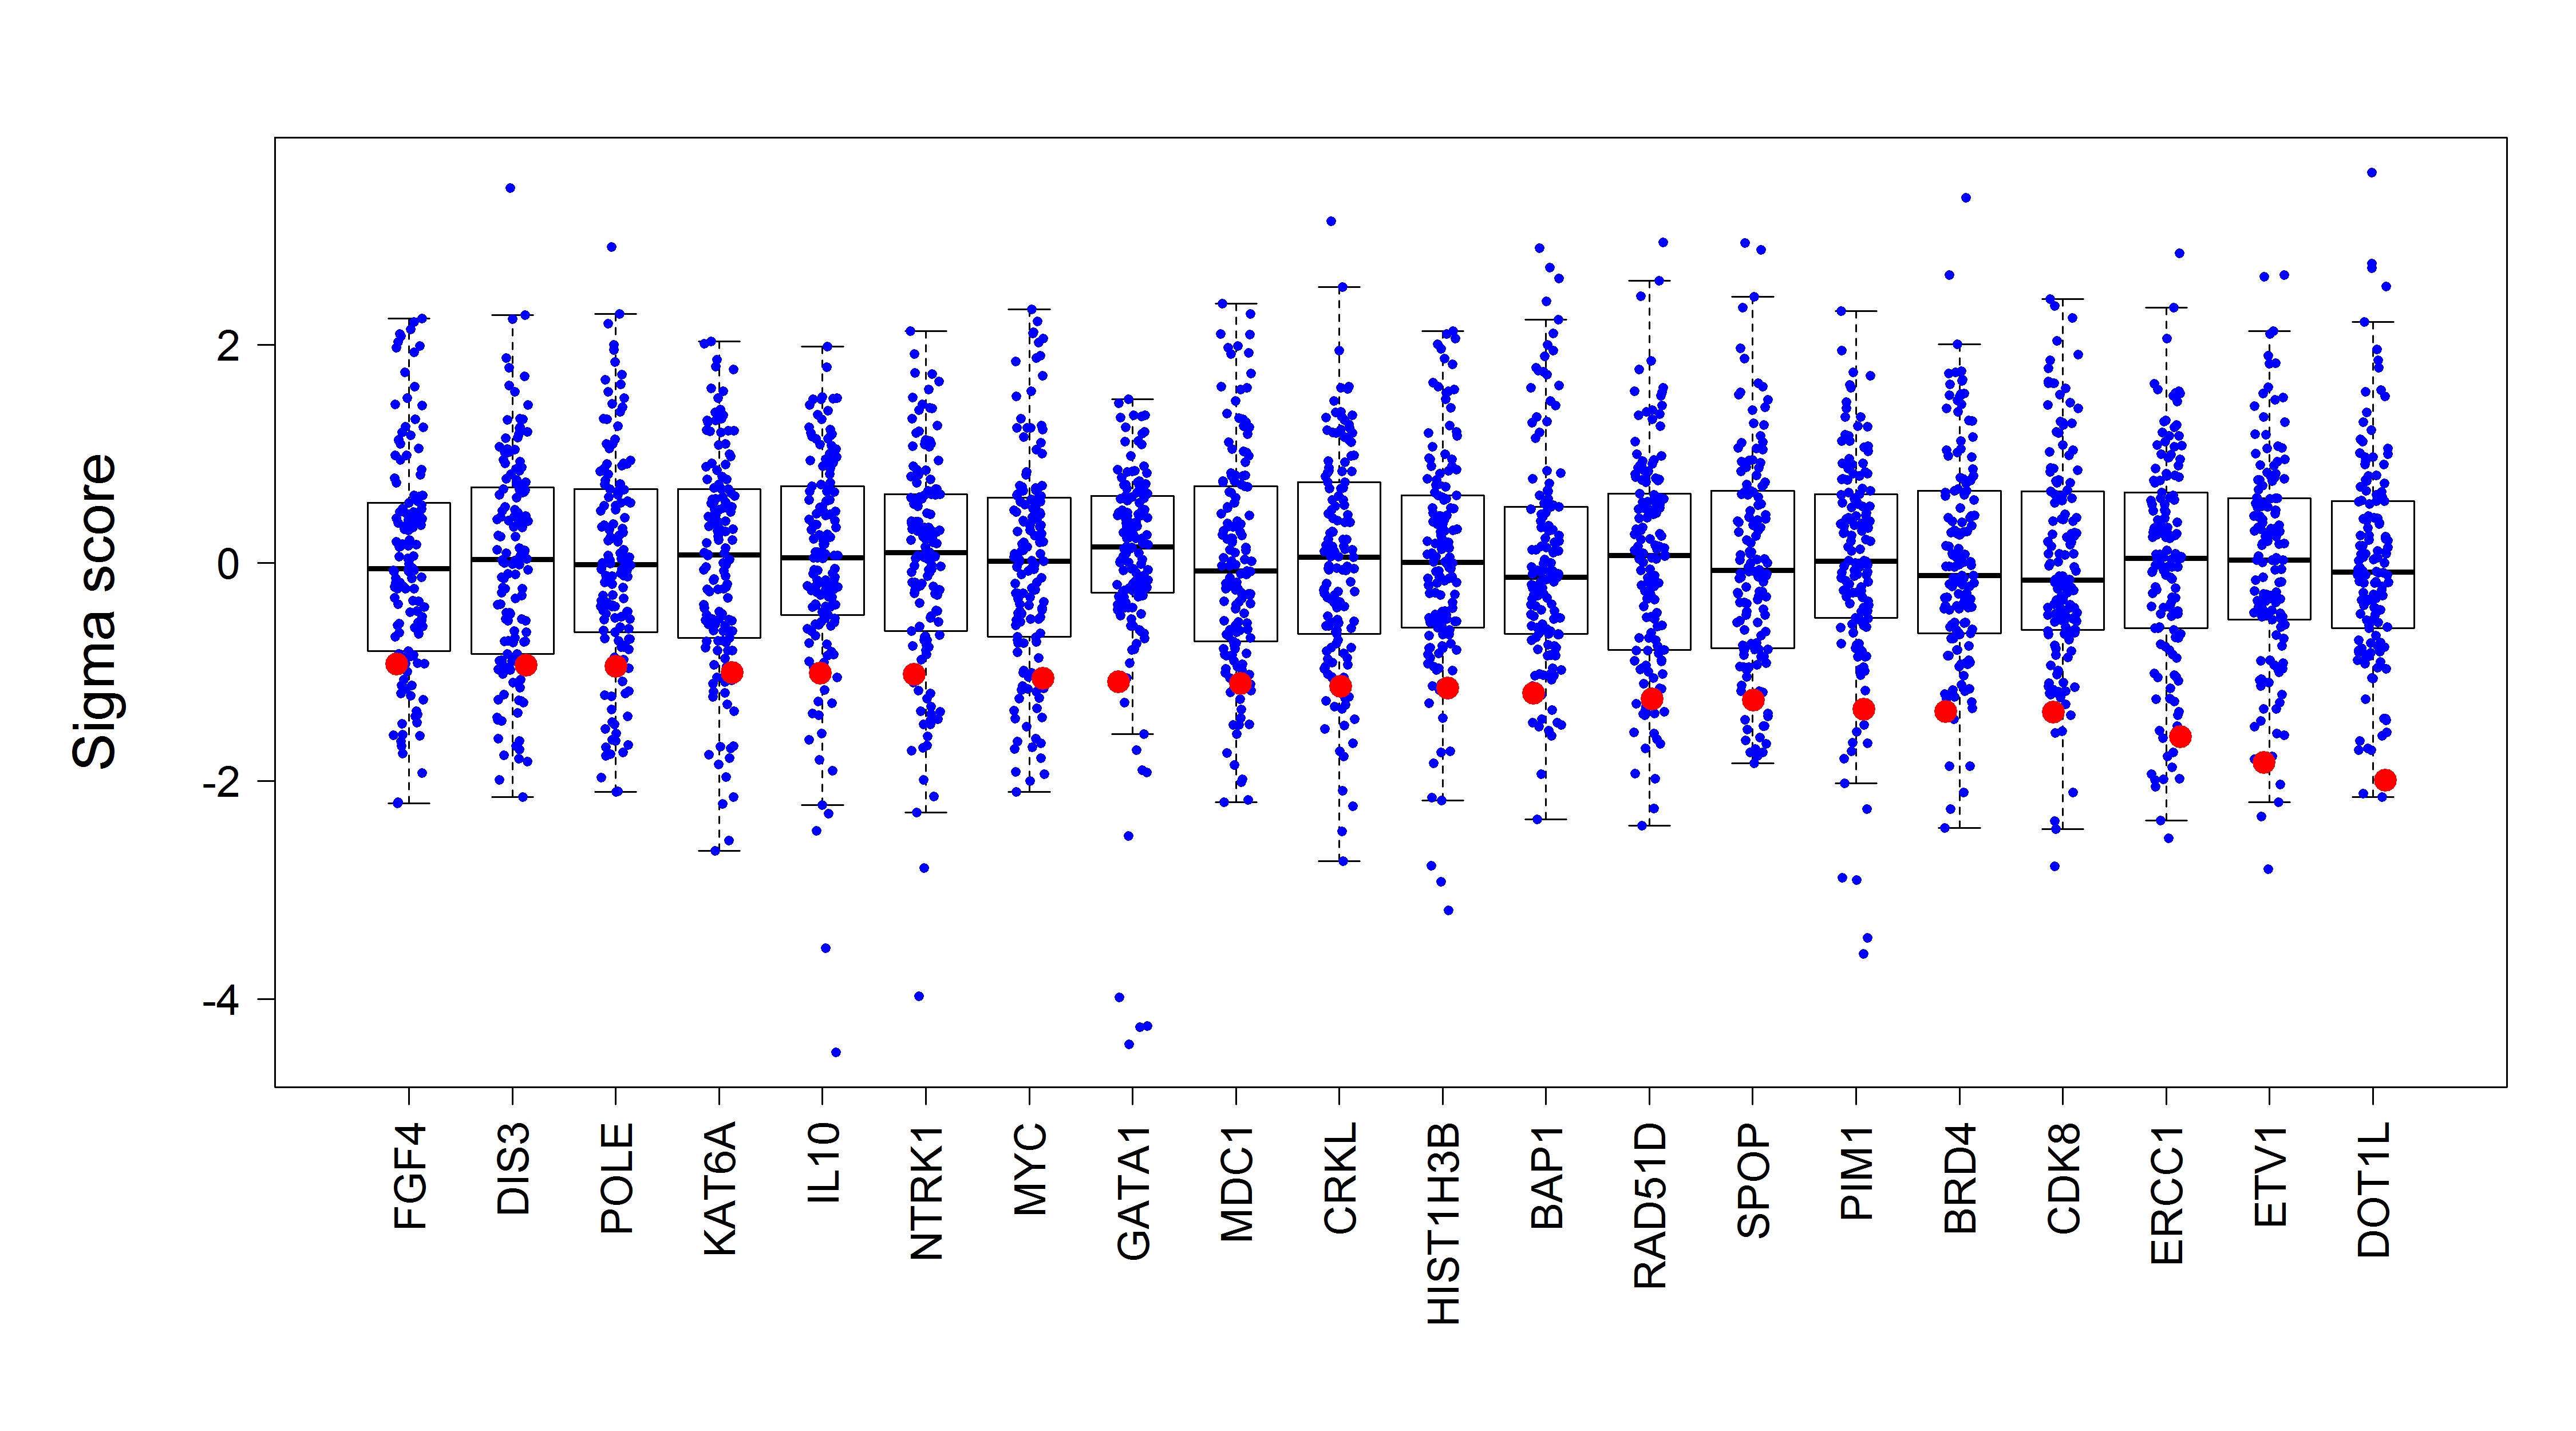 Sigma score
2
0
-2
-4
FGF4
DIS3
POLE
KAT6A
IL10
NTRK1
MYC
GATA1
MDC1
CRKL
HIST1H3B
BAP1
RAD51D
SPOP
PIM1
BRD4
CDK8
ERCC1
ETV1
DOT1L